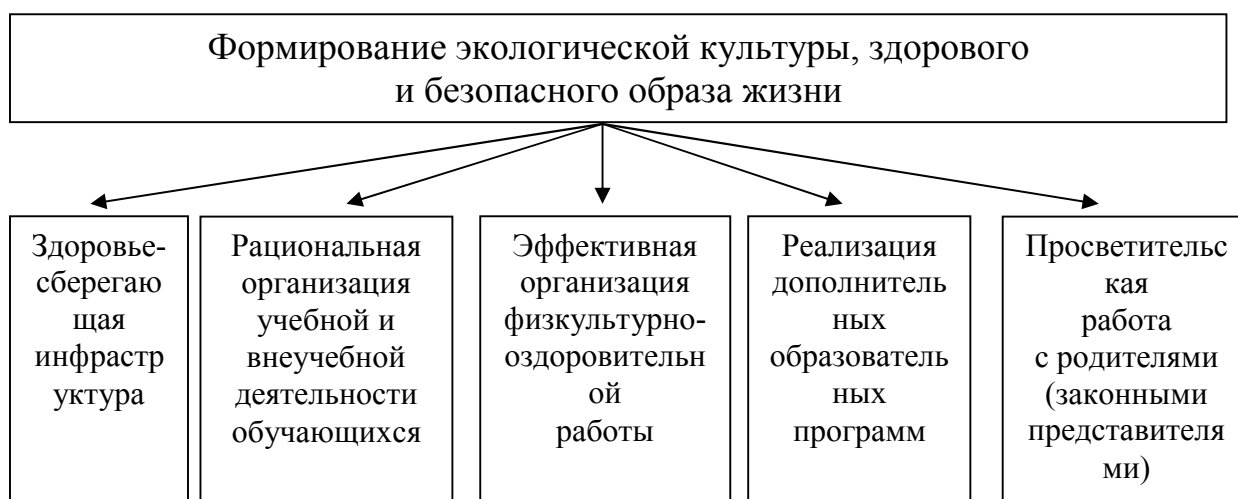 Формирование экологической культуры, здорового
и безопасного образа жизни
Здоровье-
сберегаю
щая
инфрастр
уктура
Рациональная
организация
учебной и
внеучебной
деятельности
обучающихся
Эффективная
организация
физкультурно-
оздоровительн
ой
работы
Реализация
дополнитель
ных
образователь
ных
программ
Просветительс
кая
работа
с родителями
(законными
представителя
ми)